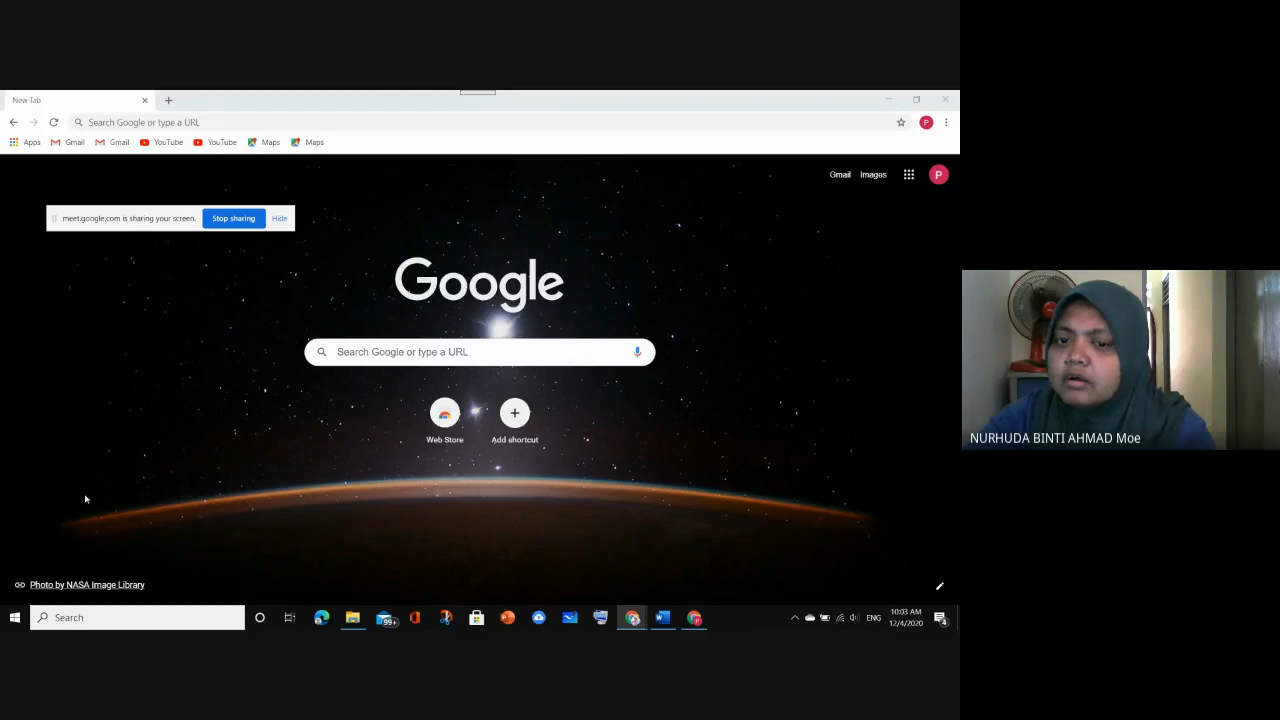 New Tab
Search Google or type a URL
P
Apps
Gmail
Gmail
YouTube
YouTube
Maps
Maps
Gmail
Images
P
meet.google.com is sharing your screen.
Stop sharing
Hide
Google
Search Google or type a URL
Web Store
Add shortcut
NURHUDA BINTI AHMAD Moe
Photo by NASA Image Library
Search
99+
ENG
10:03 AM
12/4/2020
4